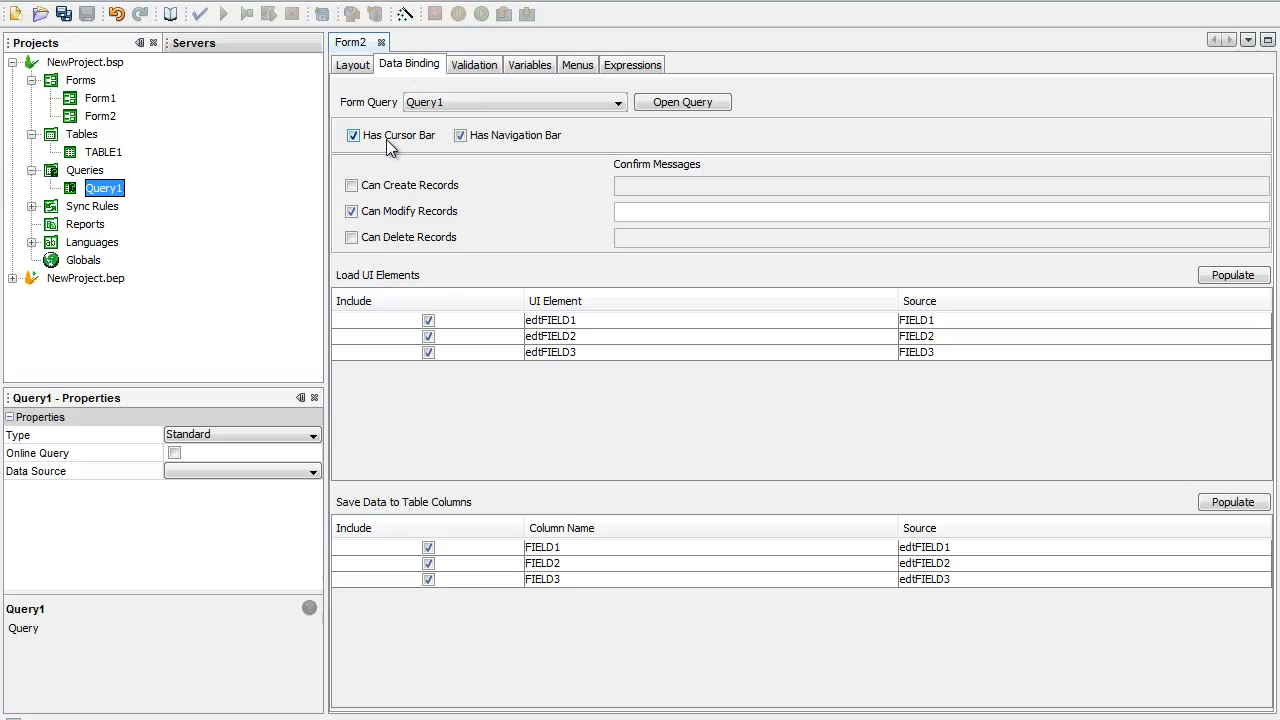 Projects
Servers
NewProject.bsp
Forms
Form1
Form2
Tables
TABLE1
Queries
Query1
Sync Rules
Reports
Languages
Globals
NewProject.bep
Query1 - Properties
Properties
Type Standard
Online Query
Data Source
Query1
Query
Form2
Layout Data Binding Validation Variables Menus Expressions
Form Query Query1 Open Query
Has Cursor Bar Has Navigation Bar
Confirm Messages
Can Create Records
Can Modify Records
Can Delete Records
Load UI Elements Populate
Include UI Element Source
edtFIELD1 FIELD1
edtFIELD2 FIELD2
edtFIELD3 FIELD3
Save Data to Table Columns Populate
Include Column Name Source
FIELD1 edtFIELD1
FIELD2 edtFIELD2
FIELD3 edtFIELD3